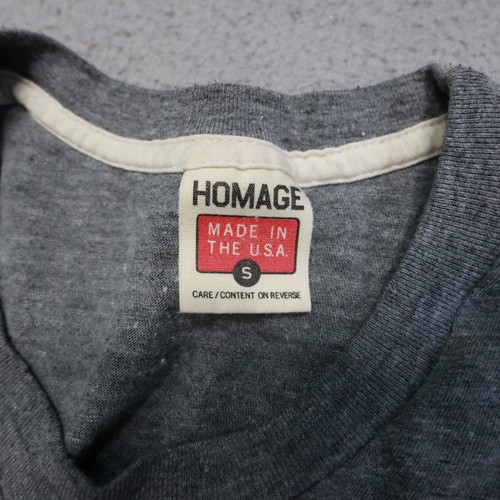 HOMAGE
MADE IN
THE U.S.A.
S
CARE/CONTENT ON REVERSE